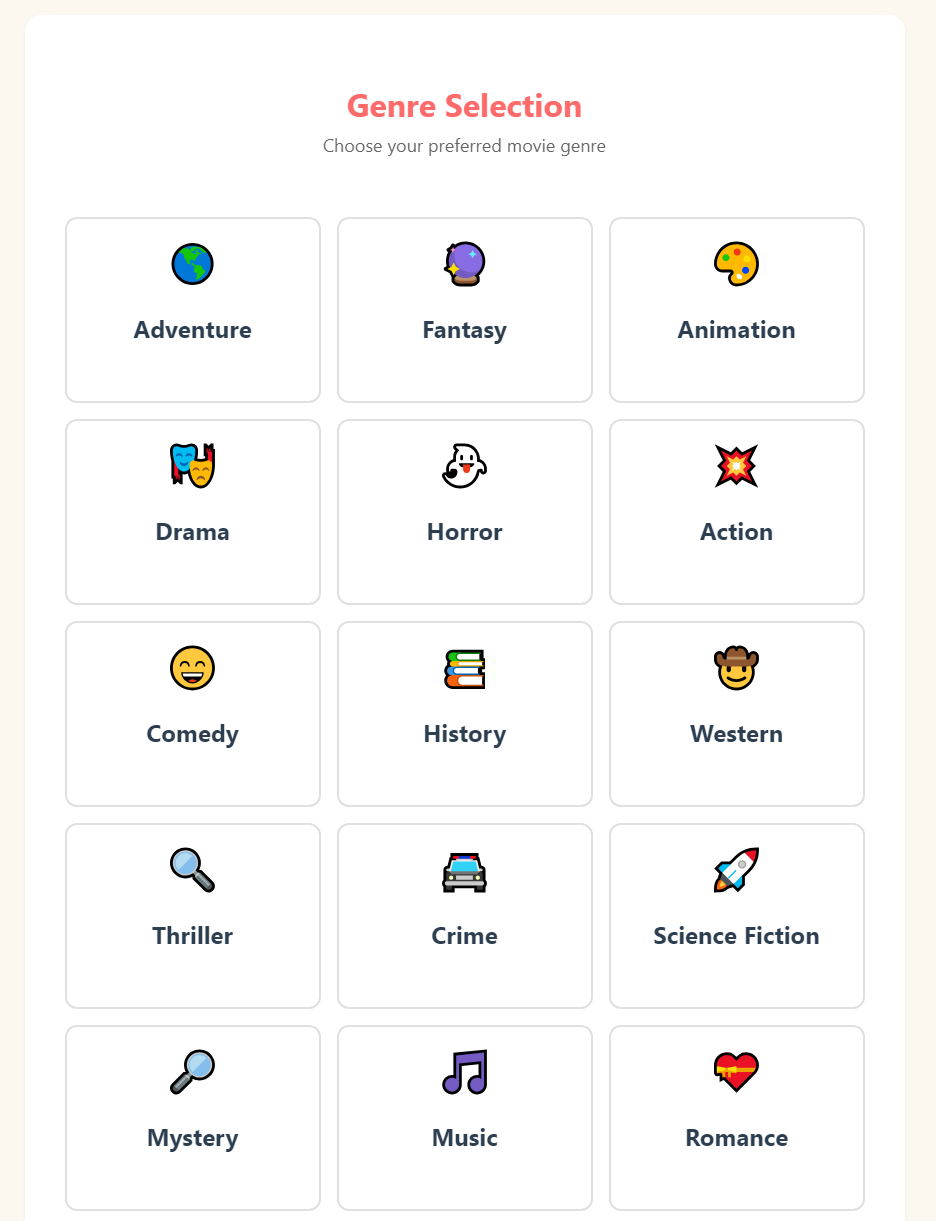 Genre Selection
Choose your preferred movie genre
Adventure
Fantasy
Animation
Drama
Horror
Action
Comedy
History
Western
Thriller
Crime
Science Fiction
Mystery
Music
Romance